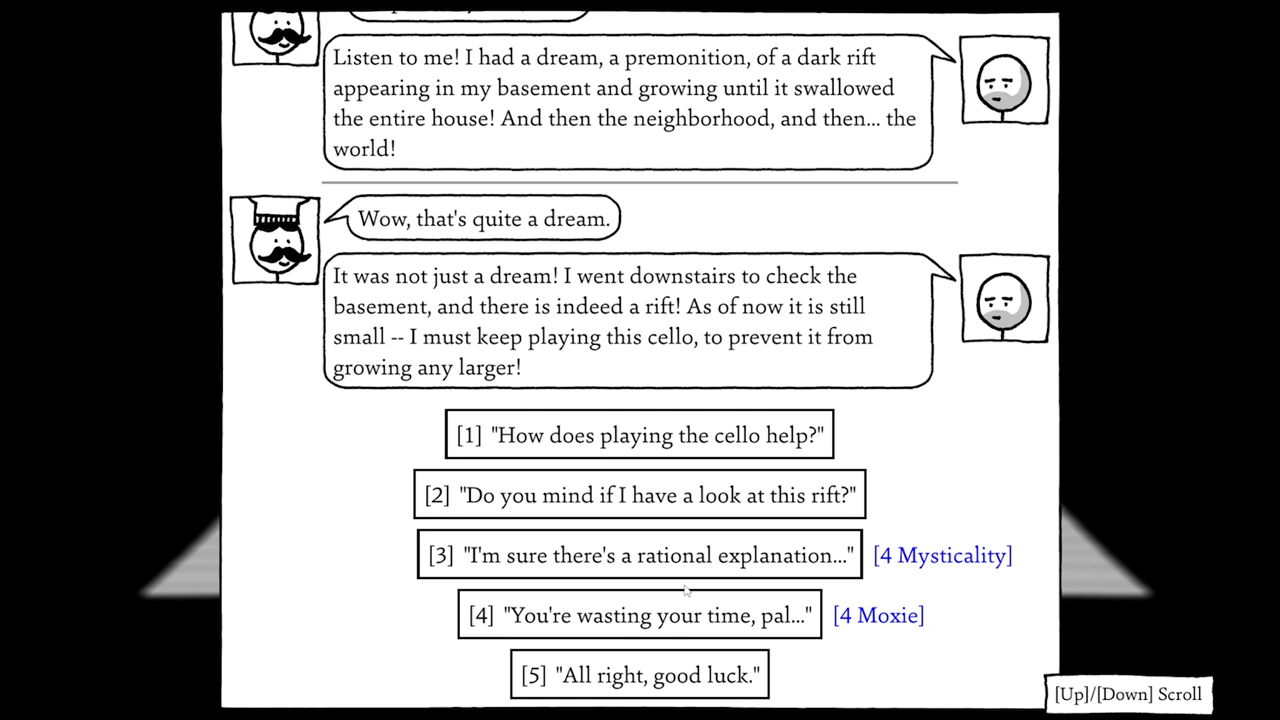 Listen to me! I had a dream, a premonition, of a dark rift
appearing in my basement and growing until it swallowed
the entire house! And then the neighborhood, and then... the
world!
Wow, that's quite a dream.
It was not just a dream! I went downstairs to check the
basement, and there is indeed a rift! As of now it is still
small -- I must keep playing this cello, to prevent it from
growing any larger!
[1] "How does playing the cello help?"
[2] "Do you mind if I have a look at this rift?"
[3] "I'm sure there's a rational explanation..." [4 Mysticality]
[4] "You're wasting your time, pal..." [4 Moxie]
[5] "All right, good luck."
[Up]/[Down] Scroll